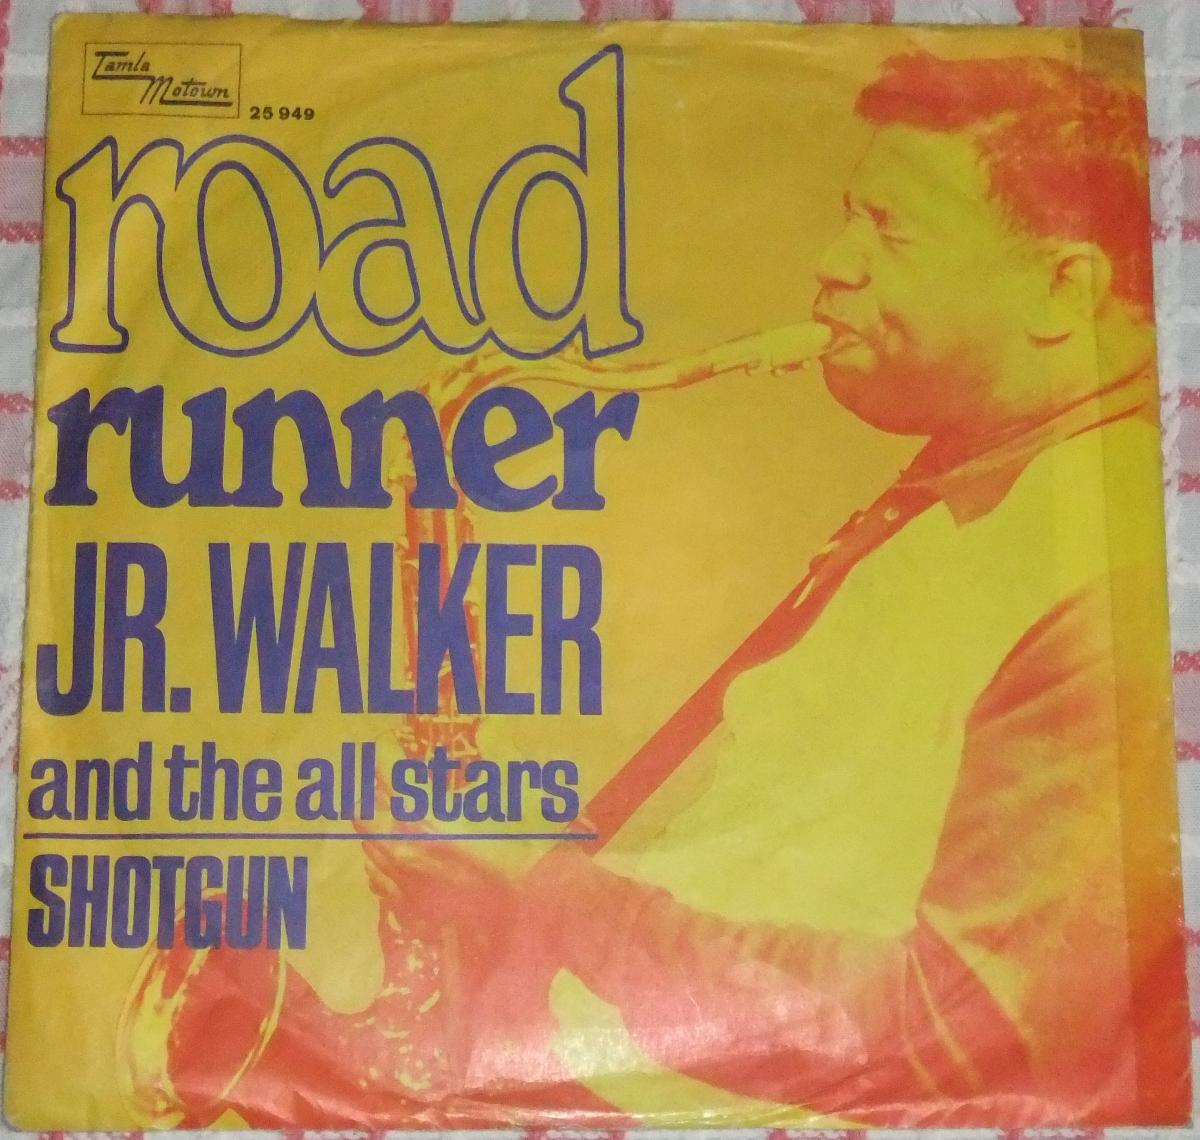 Tamla
Motown
25 949
road
runner
JR. WALKER
and the all stars
SHOTGUN